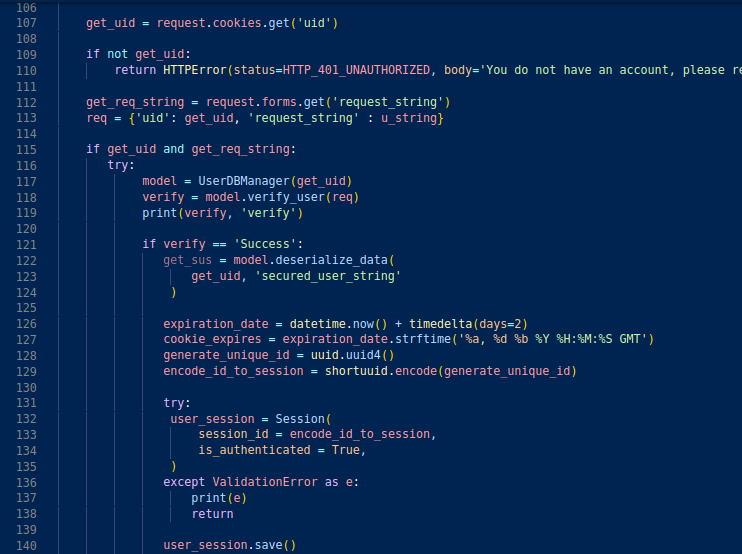 106
107 get_uid = request.cookies.get('uid')
108
109 if not get_uid:
110 return HTTPError(status=HTTP_401_UNAUTHORIZED, body='You do not have an account, please re
111
112 get_req_string = request.forms.get('request_string')
113 req = {'uid': get_uid, 'request_string' : u_string}
114
115 if get_uid and get_req_string:
116 try:
117 model = UserDBManager(get_uid)
118 verify = model.verify_user(req)
119 print(verify, 'verify')
120
121 if verify == 'Success':
122 get_sus = model.deserialize_data(
123 get_uid, 'secured_user_string'
124 )
125
126 expiration_date = datetime.now() + timedelta(days=2)
127 cookie_expires = expiration_date.strftime('%a, %d %b %Y %H:%M:%S GMT')
128 generate_unique_id = uuid.uuid4()
129 encode_id_to_session = shortuuid.encode(generate_unique_id)
130
131 try:
132 user_session = Session(
133 session_id = encode_id_to_session,
134 is_authenticated = True,
135 )
136 except ValidationError as e:
137 print(e)
138 return
139
140 user_session.save()